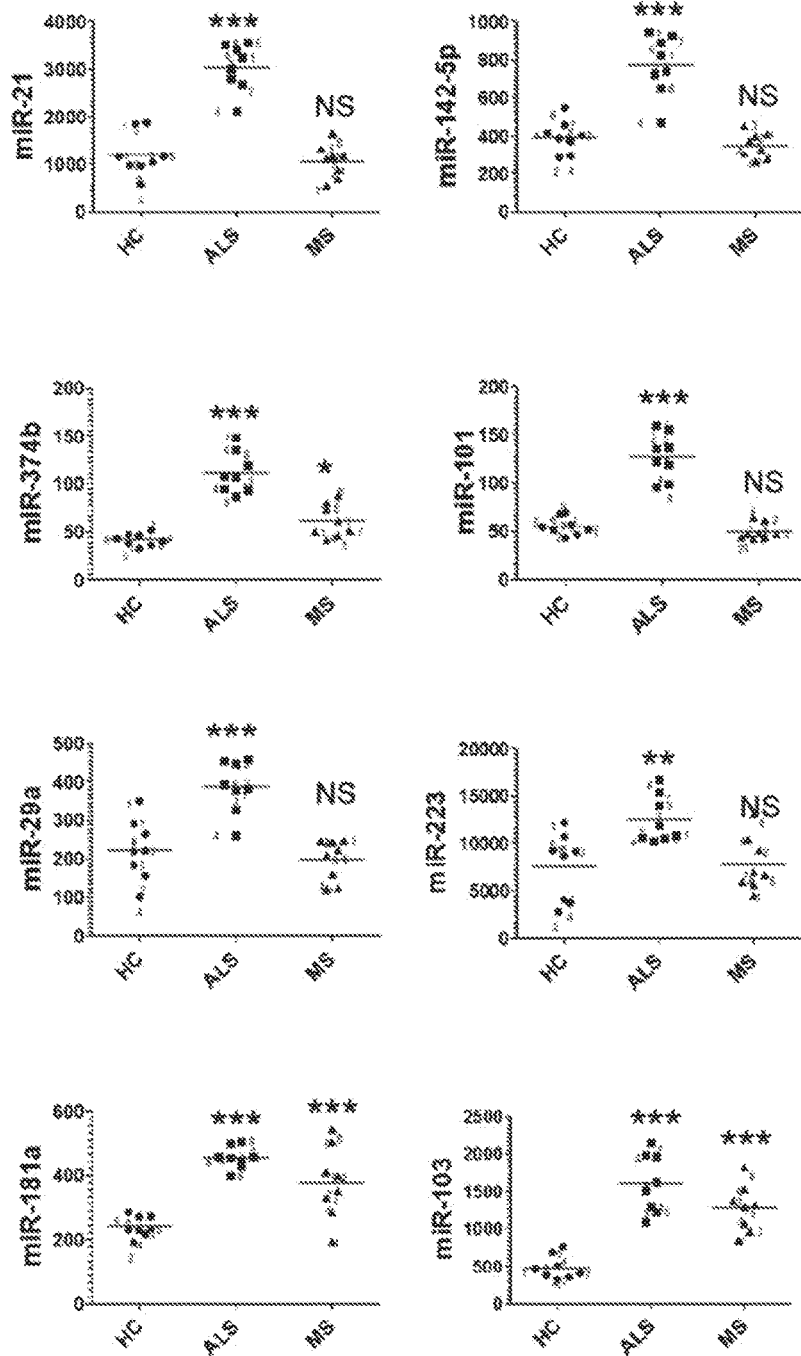 miR-21
4000
3000
2000
1000
0
***
NS
HC
ALS
MS
miR-142-5p
1000
800
600
400
200
0
***
NS
HC
ALS
MS
miR-374b
200
150
100
50
0
***
*
HC
ALS
MS
miR-101
200
150
100
50
0
***
NS
HC
ALS
MS
miR-29a
500
400
300
200
100
0
***
NS
HC
ALS
MS
miR-223
20000
15000
10000
5000
0
**
NS
HC
ALS
MS
miR-181a
600
400
200
0
***
***
HC
ALS
MS
miR-103
2500
2000
1500
1000
500
0
***
***
HC
ALS
MS